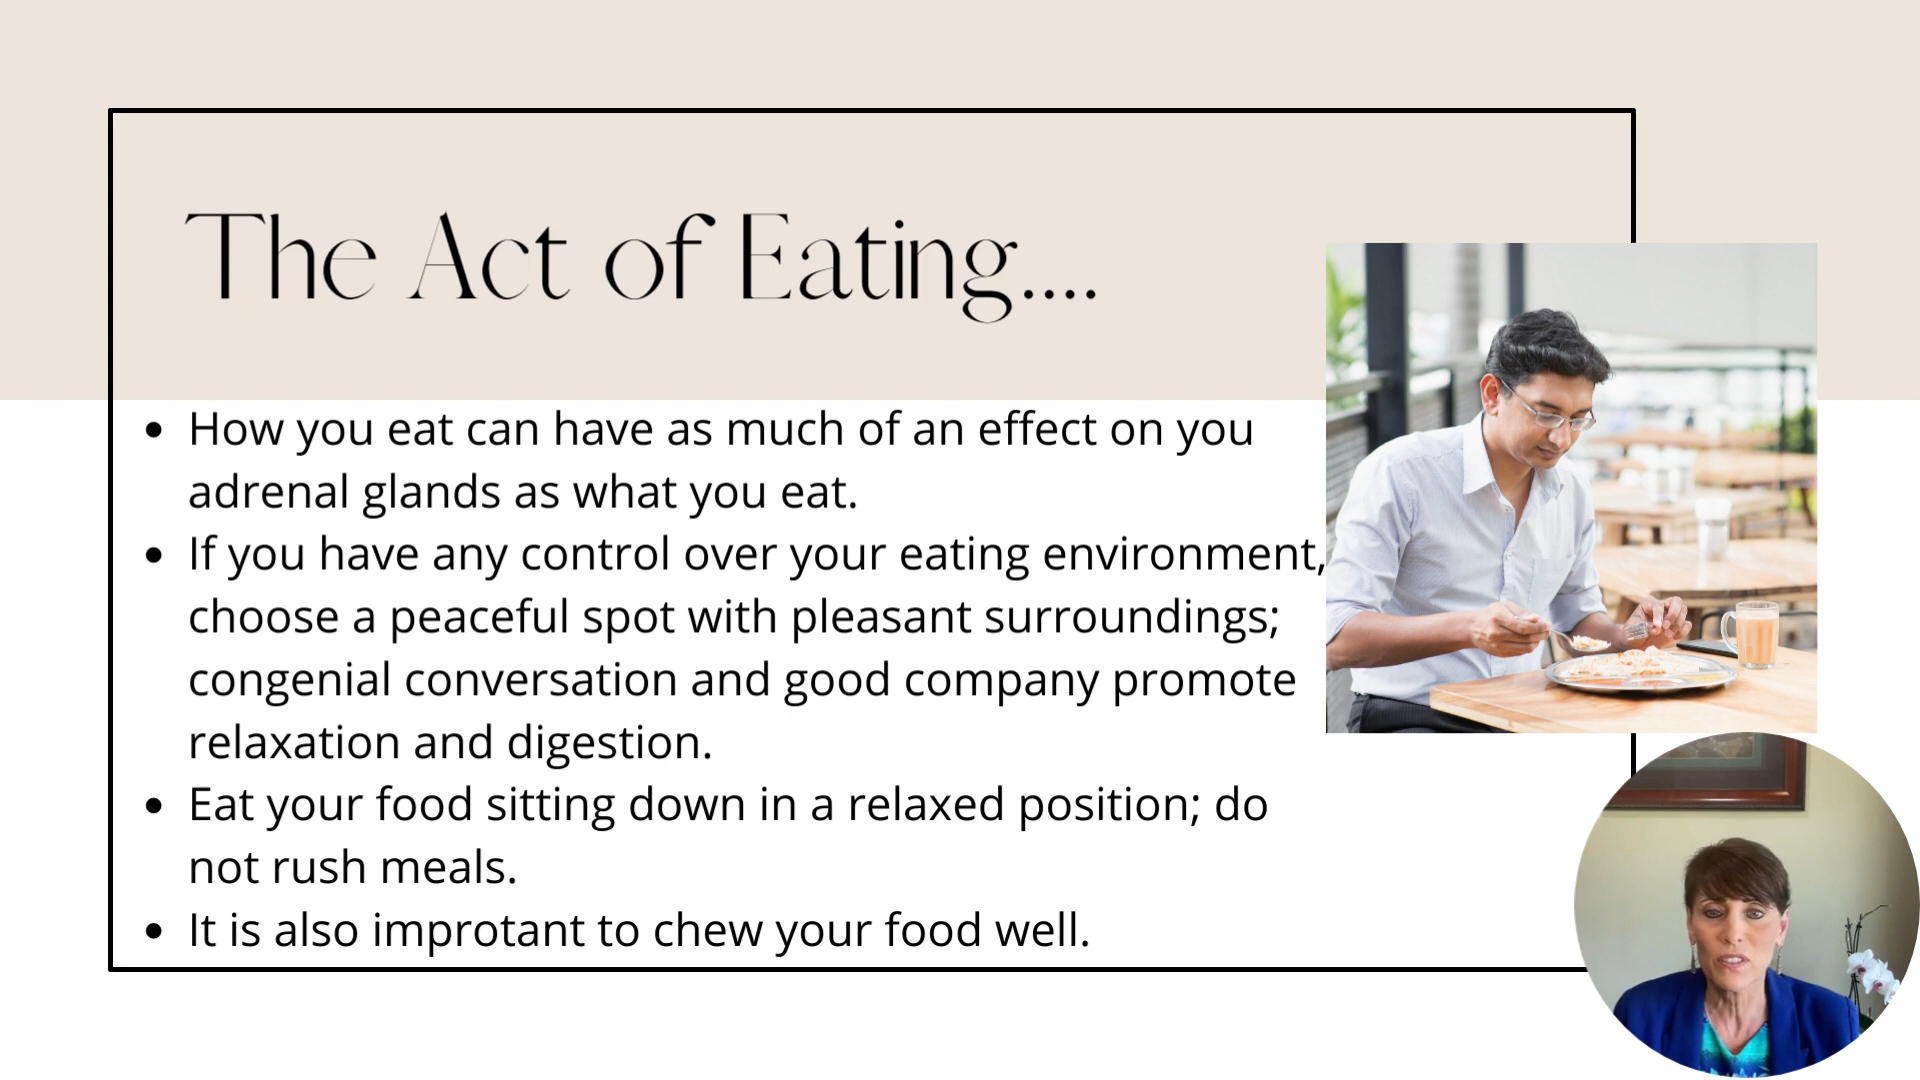 The Act of Eating....
• How you eat can have as much of an effect on you
adrenal glands as what you eat.
• If you have any control over your eating environment,
choose a peaceful spot with pleasant surroundings;
congenial conversation and good company promote
relaxation and digestion.
• Eat your food sitting down in a relaxed position; do
not rush meals.
• It is also improtant to chew your food well.